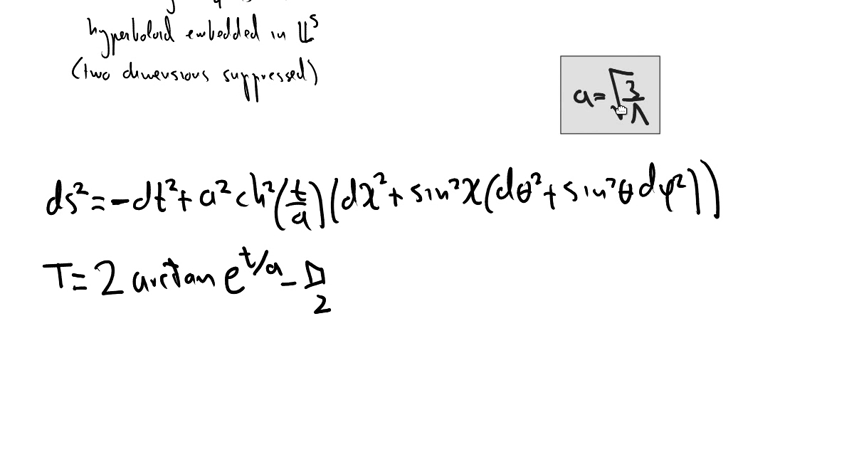 hyperboloid embedded in 𝕃⁵
(two dimensions suppressed)
a=√(3/Λ)
ds²=-dt²+a²ch²(t/a)(dχ²+sin²χ(dθ²+sin²θdφ²))
T=2 arctan e^(t/a) - π/2